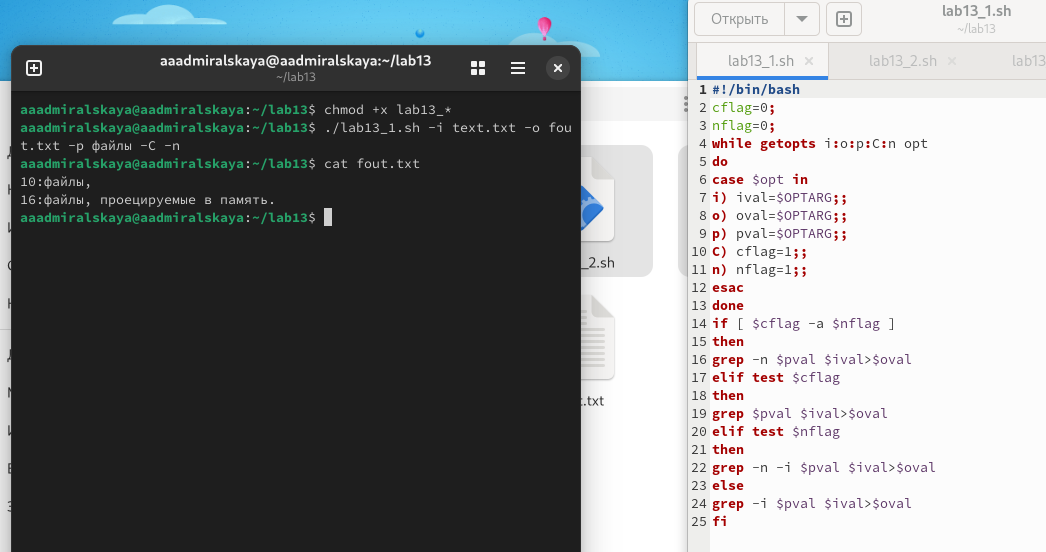 aaadmiralskaya@aadmiralskaya:~/lab13
~/lab13
aaadmiralskaya@aadmiralskaya:~/lab13$ chmod +x lab13_*
aaadmiralskaya@aadmiralskaya:~/lab13$ ./lab13_1.sh -i text.txt -o fou
t.txt -p файлы -C -n
aaadmiralskaya@aadmiralskaya:~/lab13$ cat fout.txt
10:файлы,
16:файлы, проецируемые в память.
aaadmiralskaya@aadmiralskaya:~/lab13$
_2.sh
.txt
Открыть
lab13_1.sh
~/lab13
lab13_1.sh ×
lab13_2.sh ×
lab13
1 #!/bin/bash
2 cflag=0;
3 nflag=0;
4 while getopts i:o:p:C:n opt
5 do
6 case $opt in
7 i) ival=$OPTARG;;
8 o) oval=$OPTARG;;
9 p) pval=$OPTARG;;
10 C) cflag=1;;
11 n) nflag=1;;
12 esac
13 done
14 if [ $cflag -a $nflag ]
15 then
16 grep -n $pval $ival>$oval
17 elif test $cflag
18 then
19 grep $pval $ival>$oval
20 elif test $nflag
21 then
22 grep -n -i $pval $ival>$oval
23 else
24 grep -i $pval $ival>$oval
25 fi